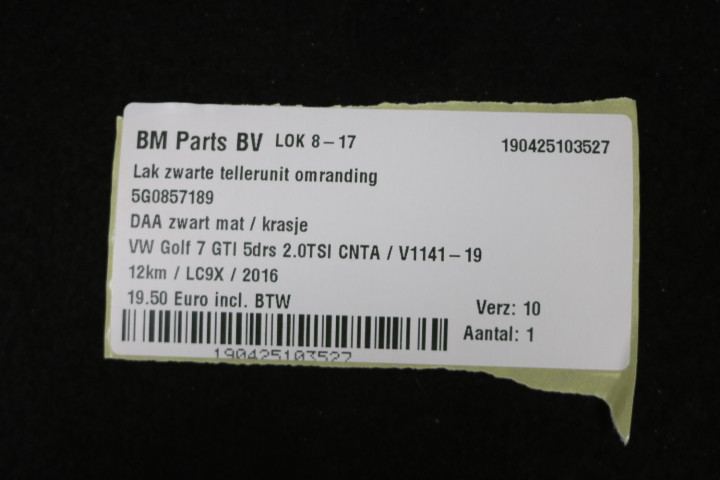 BM Parts BV LOK 8-17 190425103527
Lak zwarte tellerunit omranding
5G0857189
DAA zwart mat / krasje
VW Golf 7 GTI 5drs 2.0TSI CNTA / V1141-19
12km / LC9X / 2016
19.50 Euro incl. BTW Verz: 10
Aantal: 1
190425103527